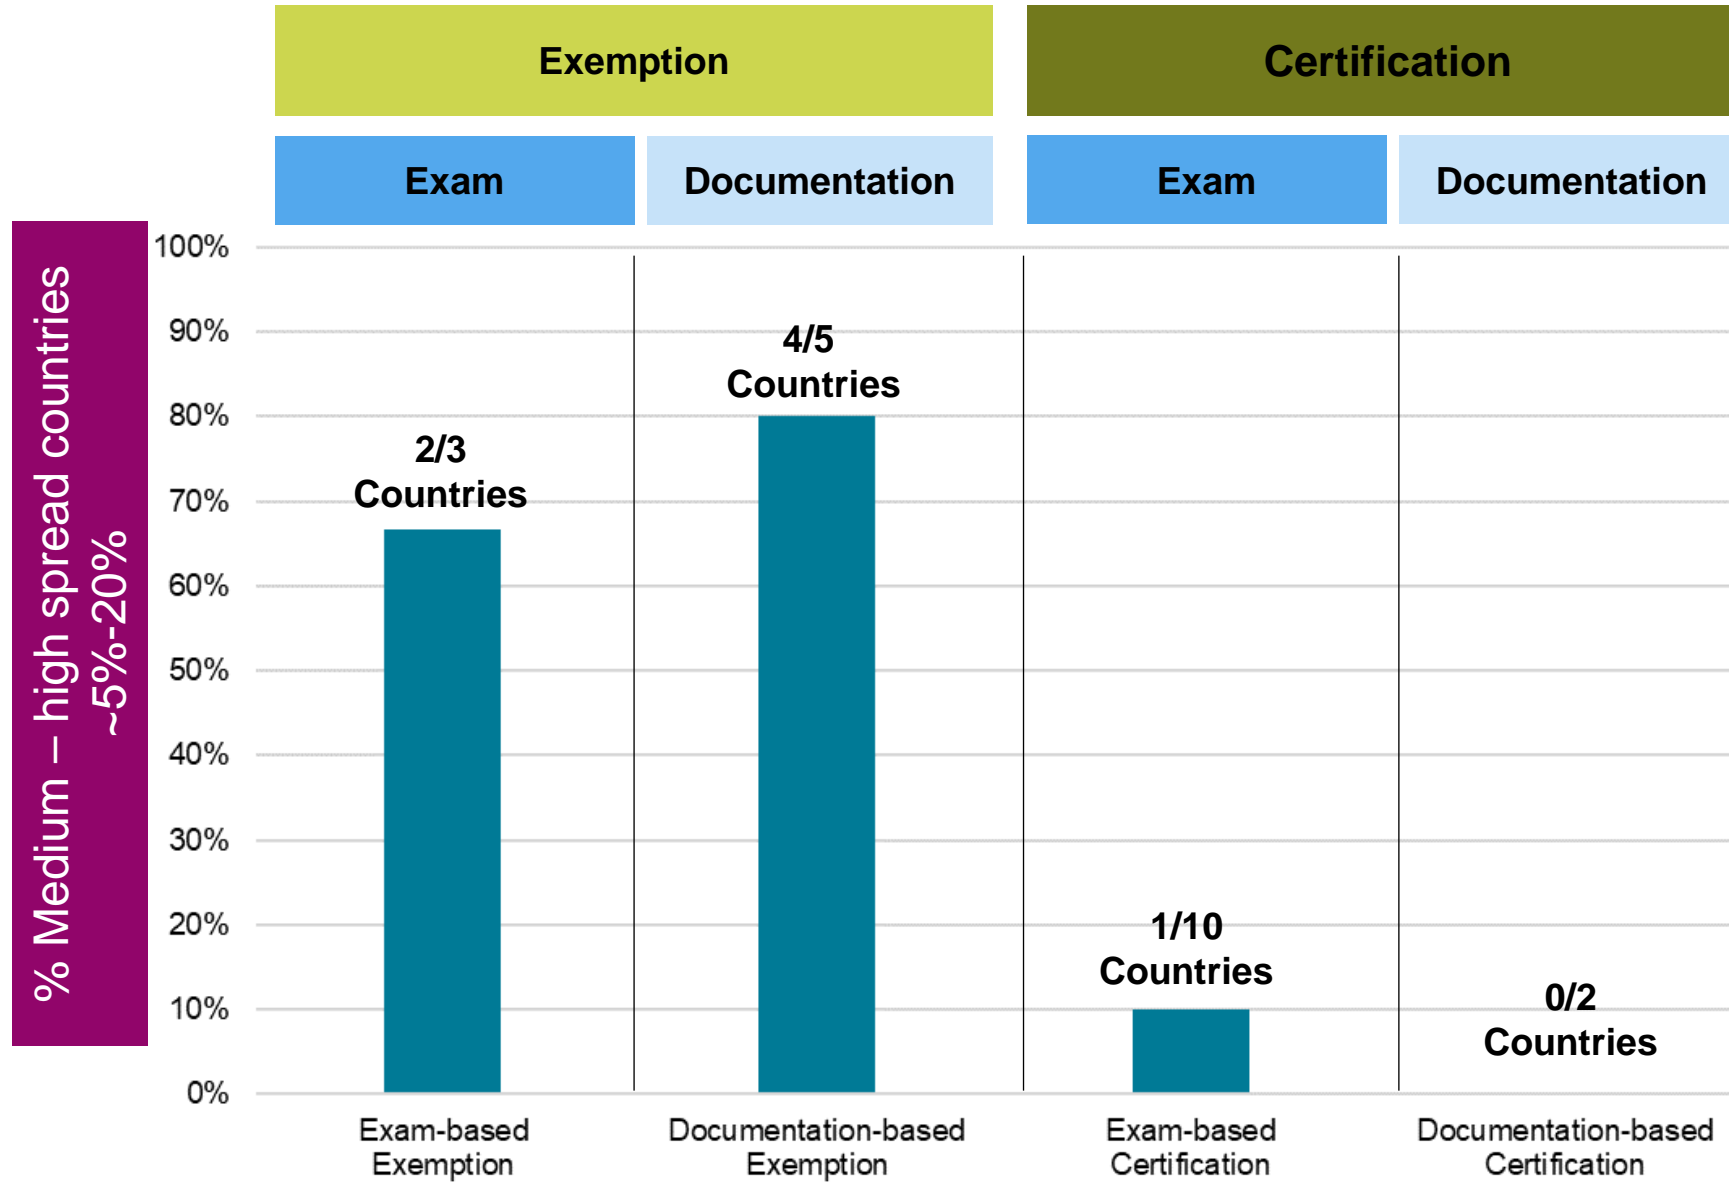 Exemption
Certification
Exam
Documentation
Exam
Documentation
% Medium – high spread countries
~5%-20%
100%
90%
80%
70%
60%
50%
40%
30%
20%
10%
0%
2/3
Countries
4/5
Countries
1/10
Countries
0/2
Countries
Exam-based
Exemption
Documentation-based
Exemption
Exam-based
Certification
Documentation-based
Certification